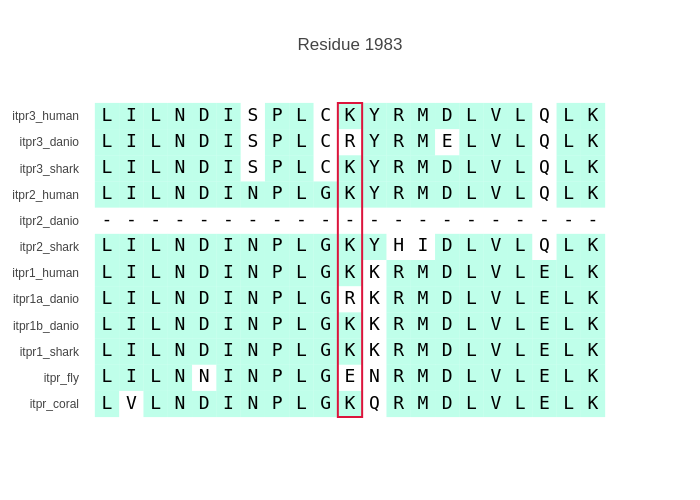 Residue 1983
itpr3_human L I L N D I S P L C K Y R M D L V L Q L K
itpr3_danio L I L N D I S P L C R Y R M E L V L Q L K
itpr3_shark L I L N D I S P L C K Y R M D L V L Q L K
itpr2_human L I L N D I N P L G K Y R M D L V L Q L K
itpr2_danio - - - - - - - - - - - - - - - - - - - - -
itpr2_shark L I L N D I N P L G K Y H I D L V L Q L K
itpr1_human L I L N D I N P L G K K R M D L V L E L K
itpr1a_danio L I L N D I N P L G R K R M D L V L E L K
itpr1b_danio L I L N D I N P L G K K R M D L V L E L K
itpr1_shark L I L N D I N P L G K K R M D L V L E L K
itpr_fly L I L N N I N P L G E N R M D L V L E L K
itpr_coral L V L N D I N P L G K Q R M D L V L E L K